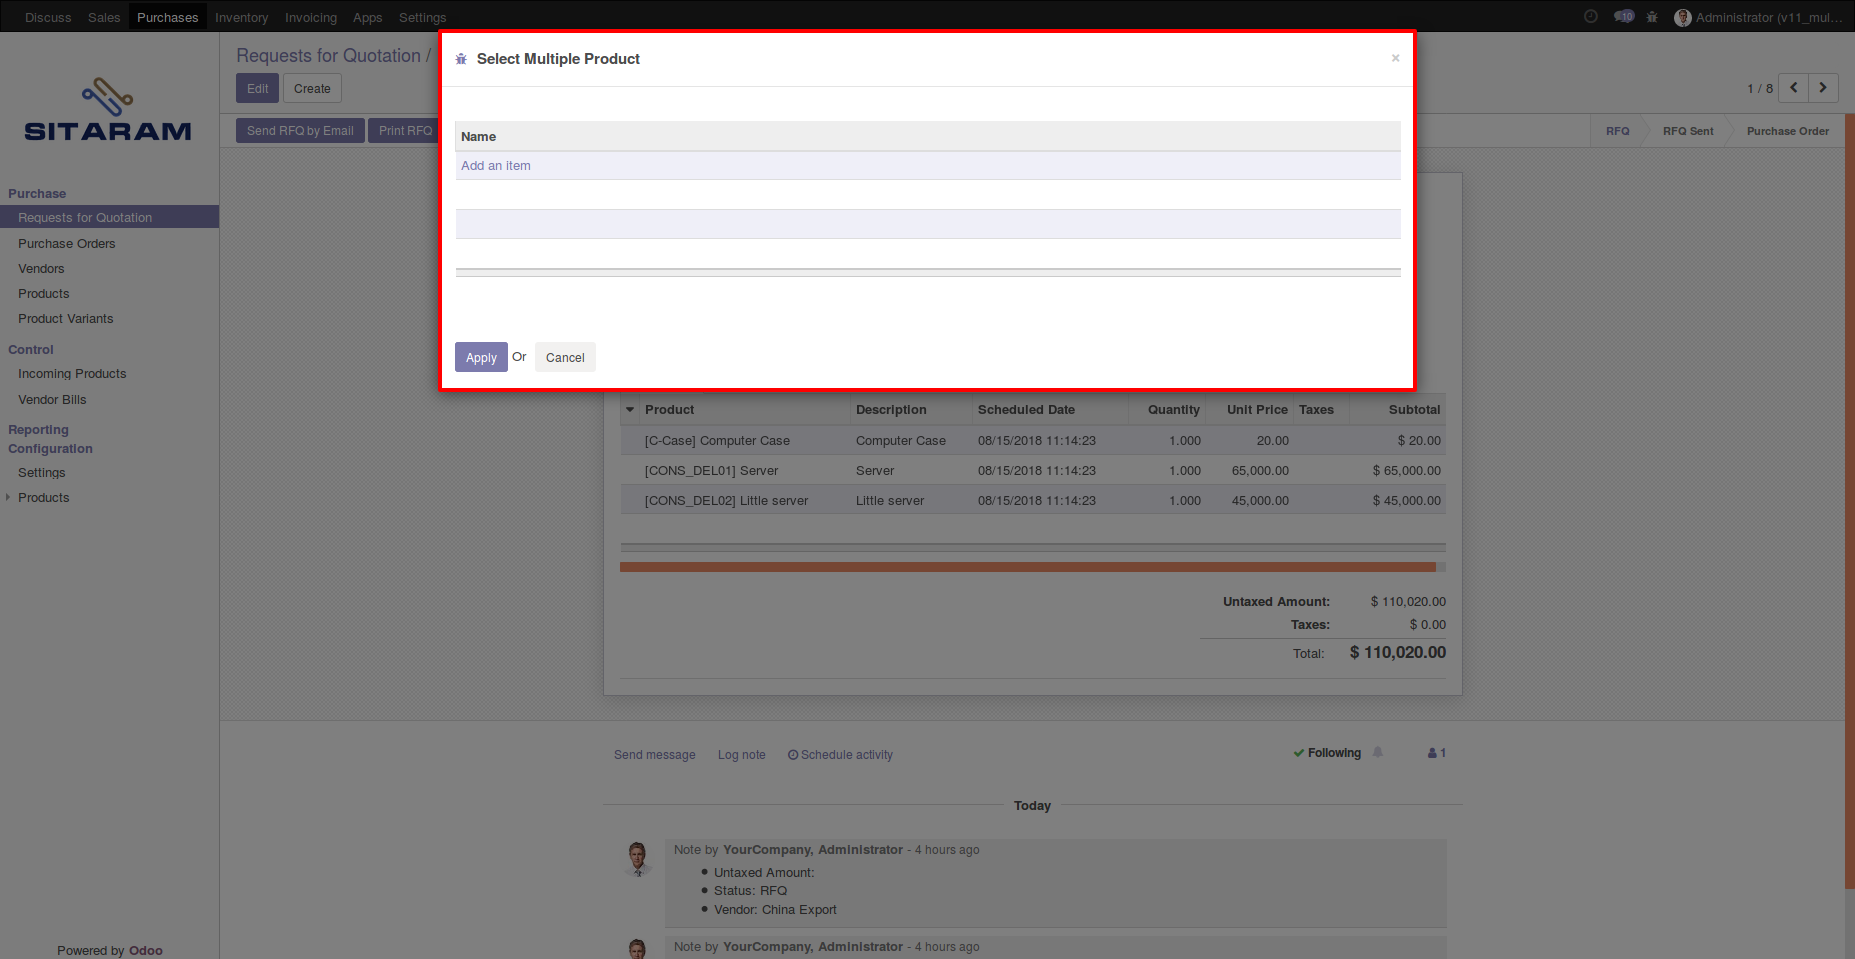 Discuss Sales Purchases Inventory Invoicing Apps Settings 10 Administrator (v11_mul...
Requests for Quotation /
Edit Create 1 / 8
Send RFQ by Email Print RFQ RFQ RFQ Sent Purchase Order
SITARAM
Purchase
Requests for Quotation
Purchase Orders
Vendors
Products
Product Variants
Control
Incoming Products
Vendor Bills
Reporting
Configuration
Settings
Products
Powered by Odoo
Select Multiple Product ×
Name
Add an item
Apply Or Cancel
Product Description Scheduled Date Quantity Unit Price Taxes Subtotal
[C-Case] Computer Case Computer Case 08/15/2018 11:14:23 1.000 20.00 $ 20.00
[CONS_DEL01] Server Server 08/15/2018 11:14:23 1.000 65,000.00 $ 65,000.00
[CONS_DEL02] Little server Little server 08/15/2018 11:14:23 1.000 45,000.00 $ 45,000.00
Untaxed Amount: $ 110,020.00
Taxes: $ 0.00
Total: $ 110,020.00
Send message Log note Schedule activity Following 1
Today
Note by YourCompany, Administrator - 4 hours ago
• Untaxed Amount:
• Status: RFQ
• Vendor: China Export
Note by YourCompany, Administrator - 4 hours ago